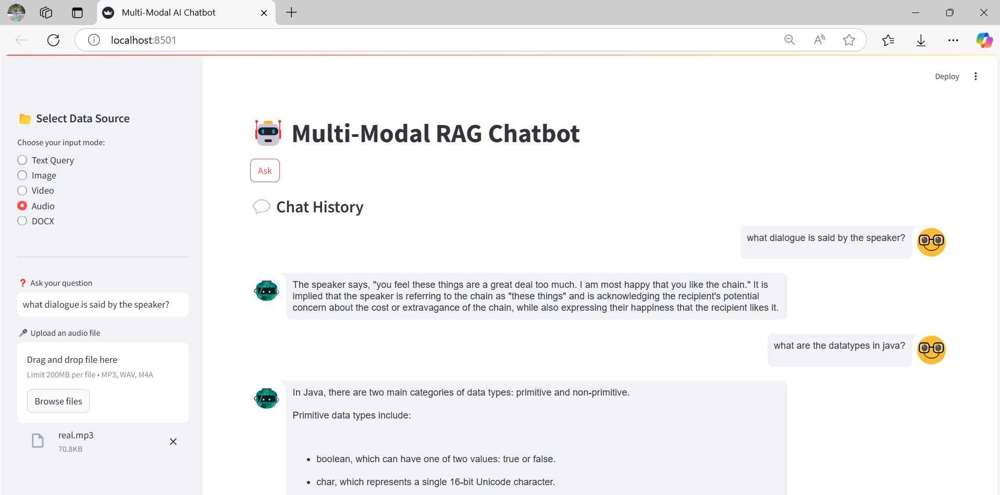 Multi-Modal AI Chatbot
localhost:8501
Deploy
Select Data Source
Choose your input mode:
Text Query
Image
Video
Audio
DOCX
Ask your question
what dialogue is said by the speaker?
Upload an audio file
Drag and drop file here
Limit 200MB per file • MP3, WAV, M4A
Browse files
real.mp3
70.8KB
Multi-Modal RAG Chatbot
Ask
Chat History
what dialogue is said by the speaker?
The speaker says, "you feel these things are a great deal too much. I am most happy that you like the chain." It is
implied that the speaker is referring to the chain as "these things" and is acknowledging the recipient's potential
concern about the cost or extravagance of the chain, while also expressing their happiness that the recipient likes it.
what are the datatypes in java?
In Java, there are two main categories of data types: primitive and non-primitive.
Primitive data types include:
• boolean, which can have one of two values: true or false.
• char, which represents a single 16-bit Unicode character.